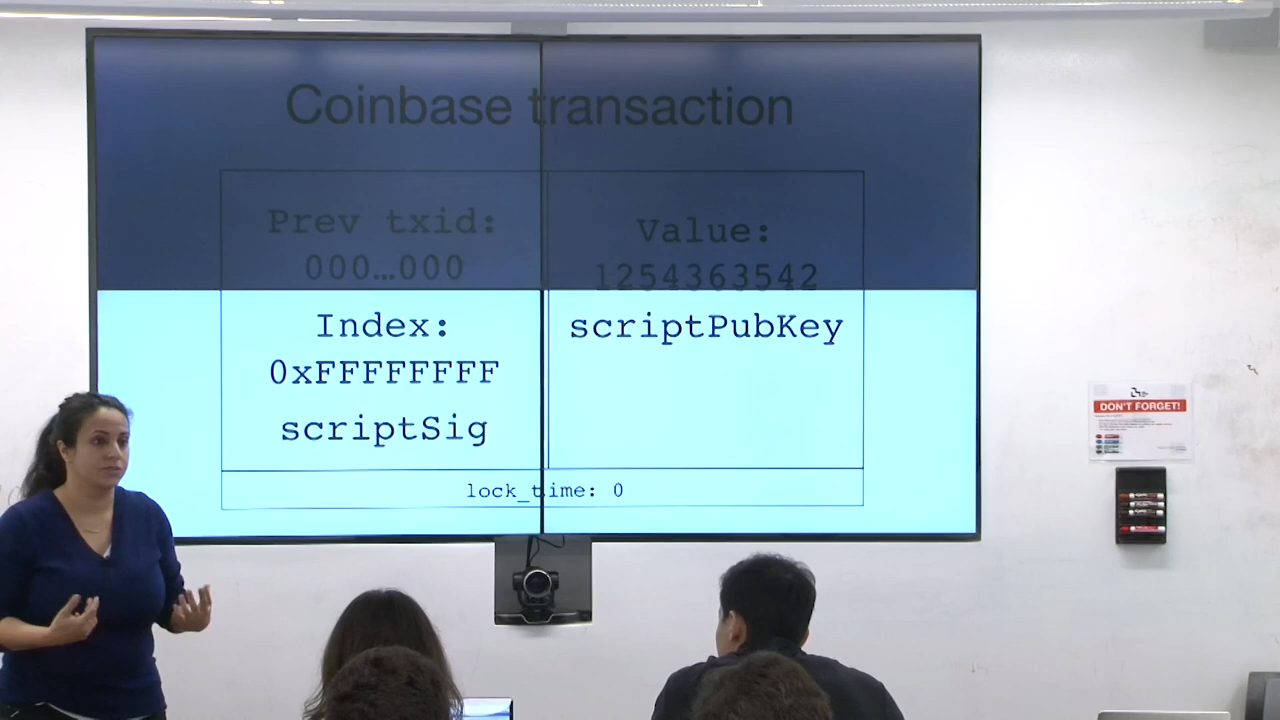 Coinbase transaction
Prev txid:
000…000
Index:
0xFFFFFFFF
scriptSig
Value:
1254363542
scriptPubKey
lock_time: 0
DON'T FORGET!